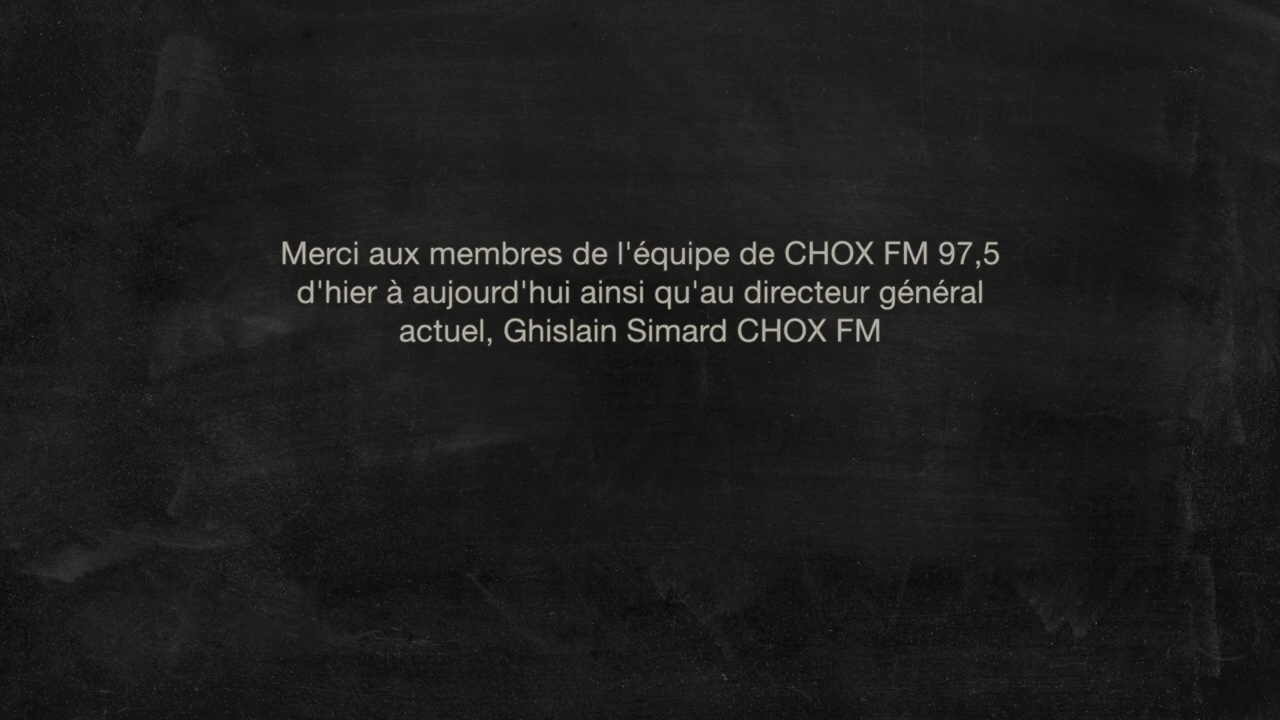 Merci aux membres de l'équipe de CHOX FM 97,5
d'hier à aujourd'hui ainsi qu'au directeur général
actuel, Ghislain Simard CHOX FM